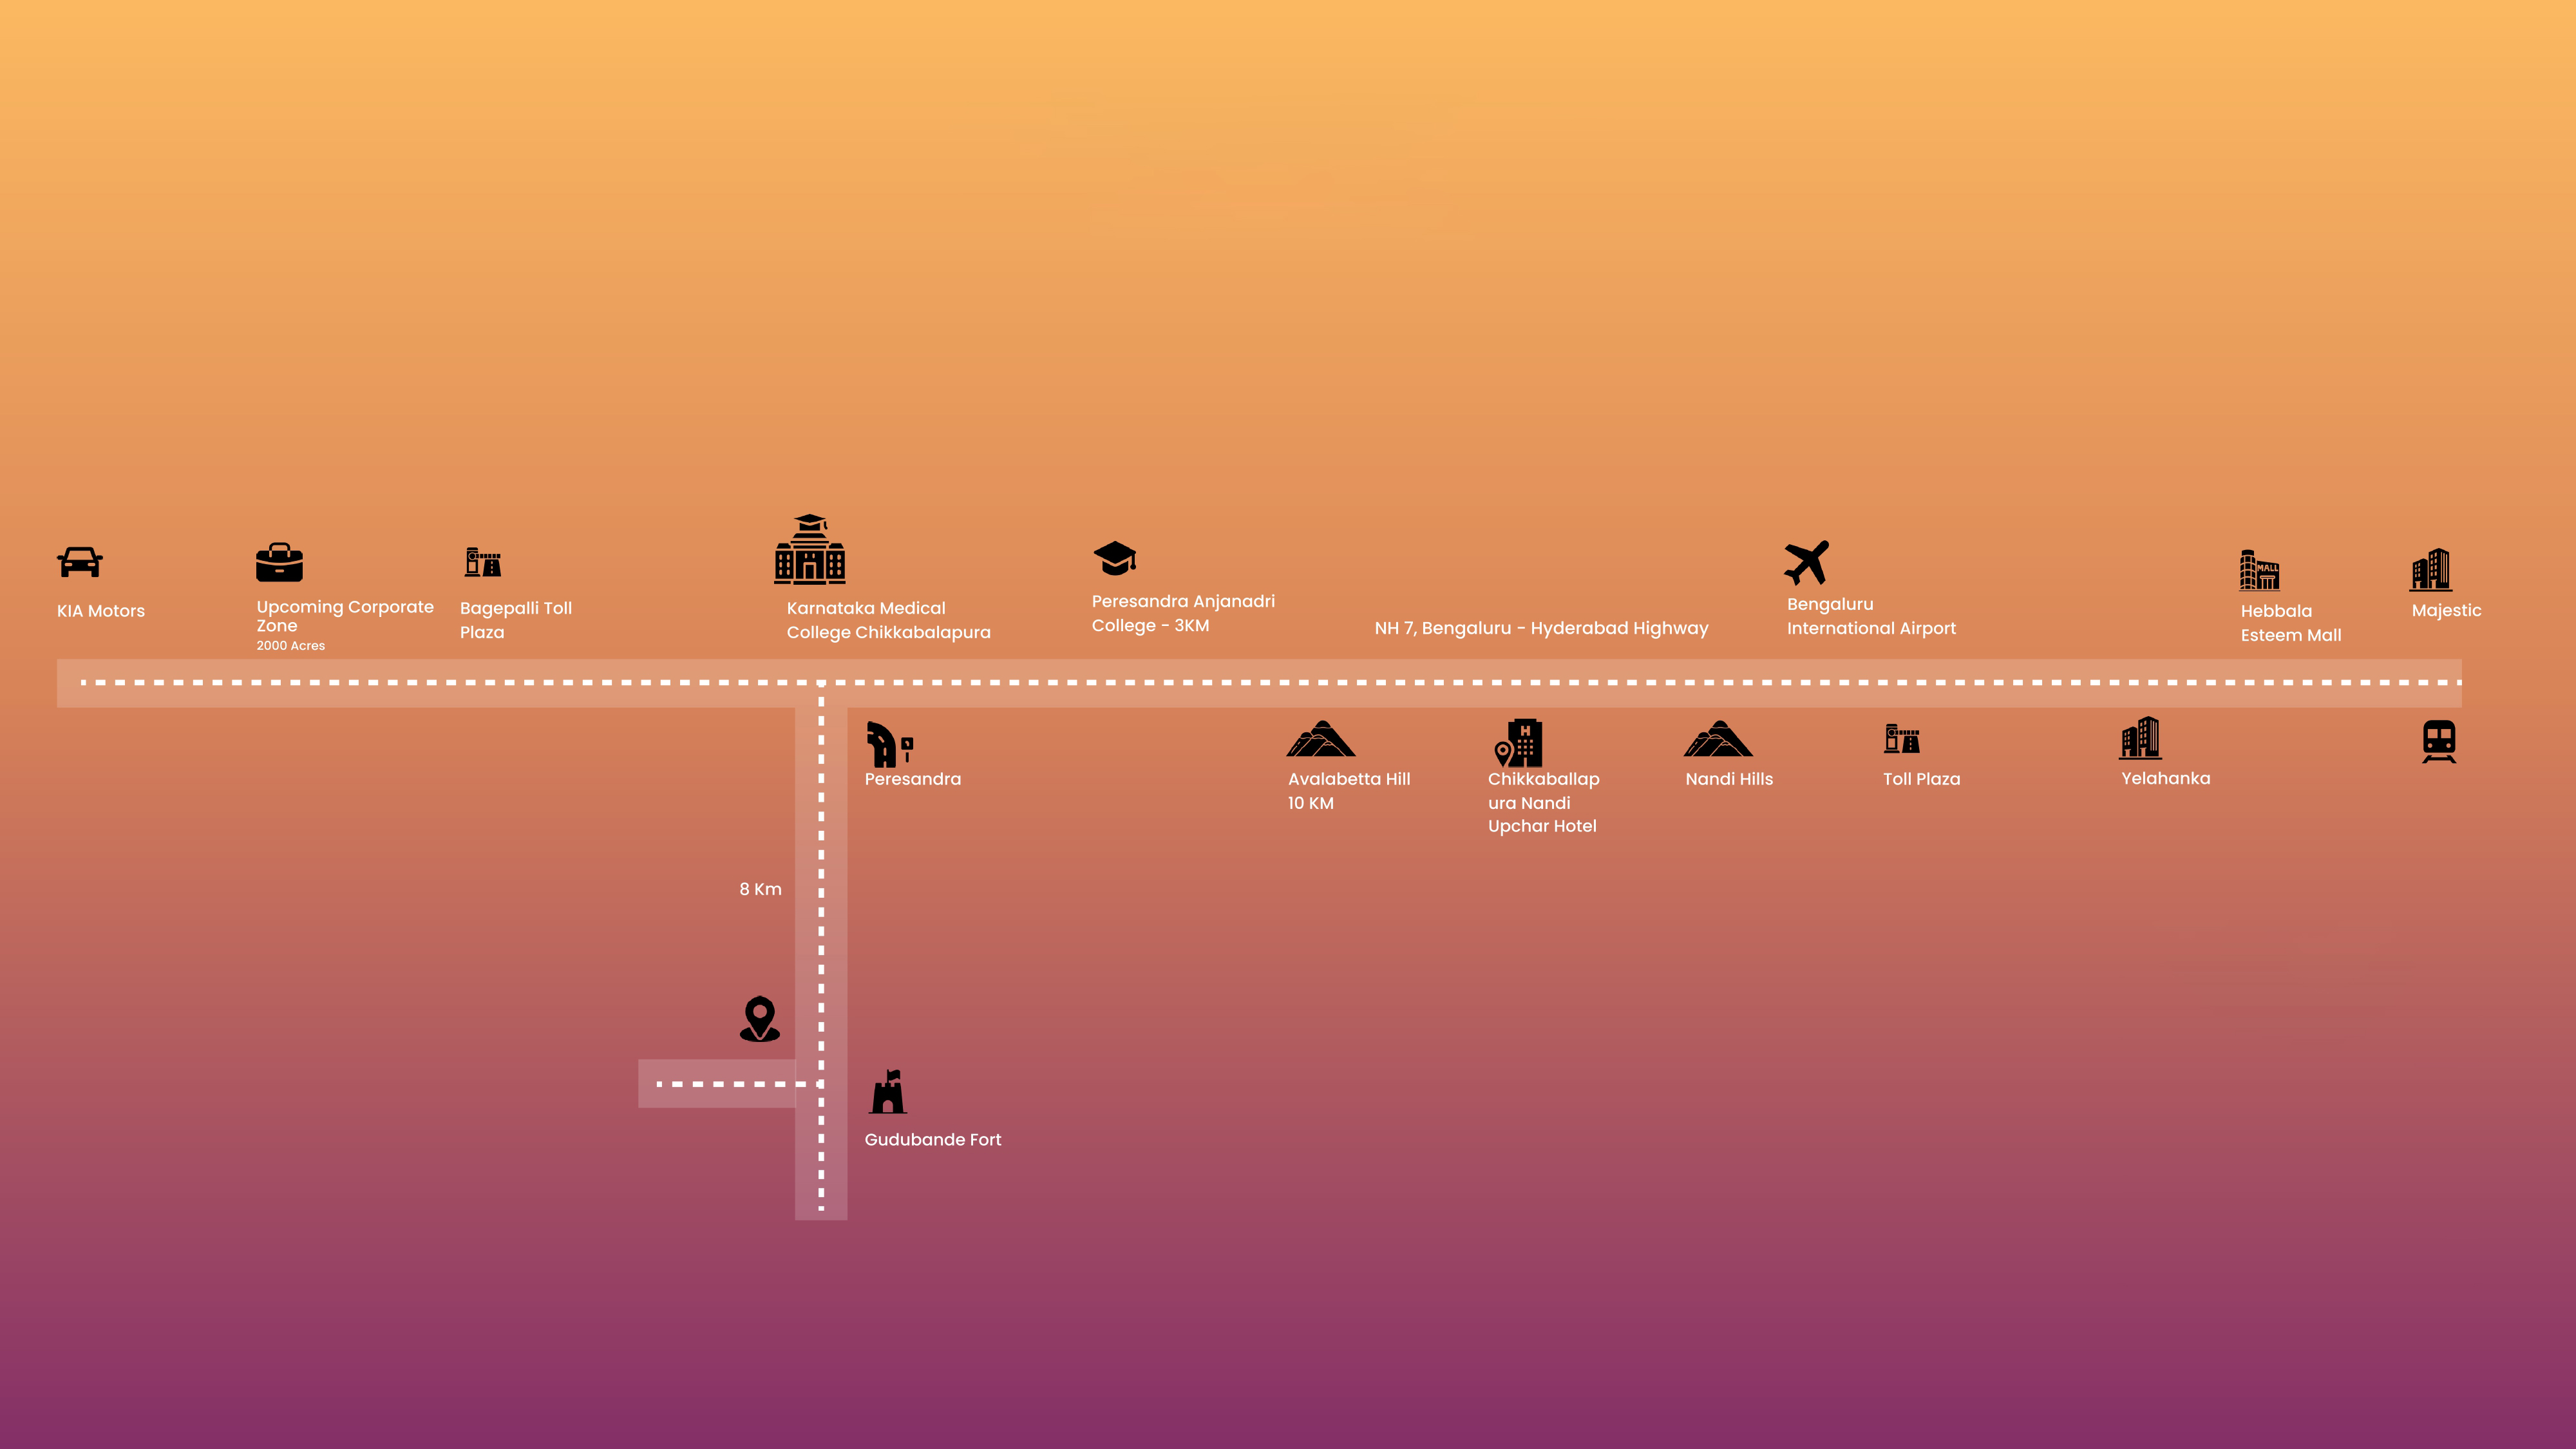 KIA Motors
Upcoming Corporate
Zone
2000 Acres
Bagepalli Toll
Plaza
Karnataka Medical
College Chikkabalapura
Peresandra Anjanadri
College - 3KM
NH 7, Bengaluru - Hyderabad Highway
Bengaluru
International Airport
MALL
Hebbala
Esteem Mall
Majestic
Peresandra
Avalabetta Hill
10 KM
H
Chikkaballap
ura Nandi
Upchar Hotel
Nandi Hills
Toll Plaza
Yelahanka
8 Km
Gudubande Fort